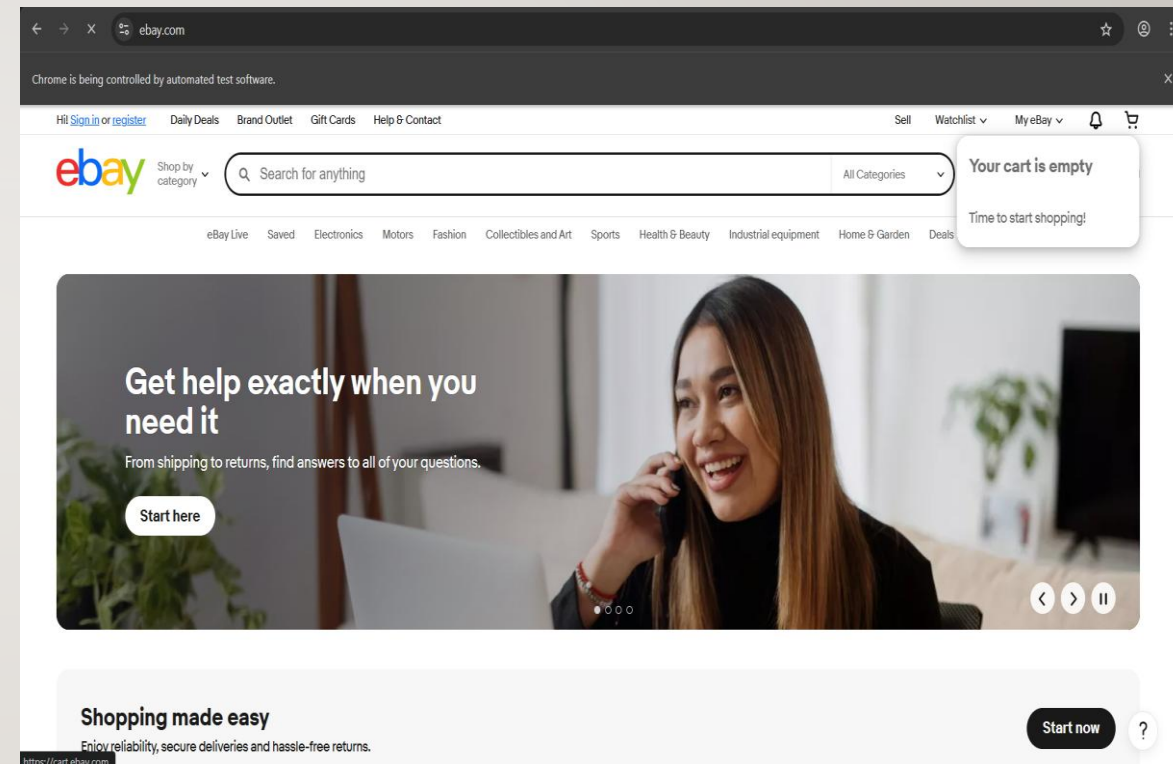 ebay.com
Chrome is being controlled by automated test software.
Hi! Sign in or register Daily Deals Brand Outlet Gift Cards Help & Contact Sell Watchlist My eBay
ebay
Shop by
category
Search for anything All Categories
Your cart is empty
Time to start shopping!
eBay Live Saved Electronics Motors Fashion Collectibles and Art Sports Health & Beauty Industrial equipment Home & Garden Deals
Get help exactly when you
need it
From shipping to returns, find answers to all of your questions.
Start here
Shopping made easy
Enjoy reliability, secure deliveries and hassle-free returns.
Start now
?
https://cart.ebay.com